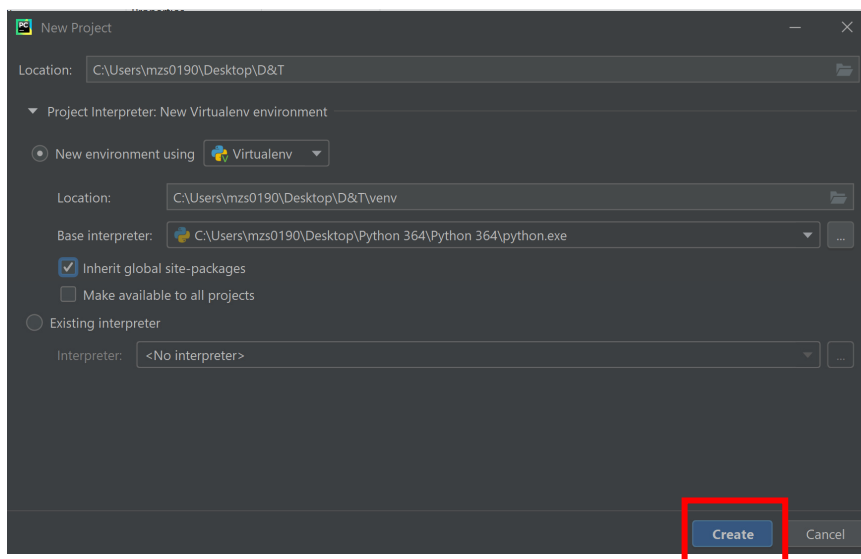 Properties
PC New Project
Location: C:\Users\mzs0190\Desktop\D&T
Project Interpreter: New Virtualenv environment
New environment using Virtualenv
Location: C:\Users\mzs0190\Desktop\D&T\venv
Base interpreter: C:\Users\mzs0190\Desktop\Python 364\Python 364\python.exe ...
Inherit global site-packages
Make available to all projects
Existing interpreter
Interpreter: <No interpreter> ...
Create Cancel